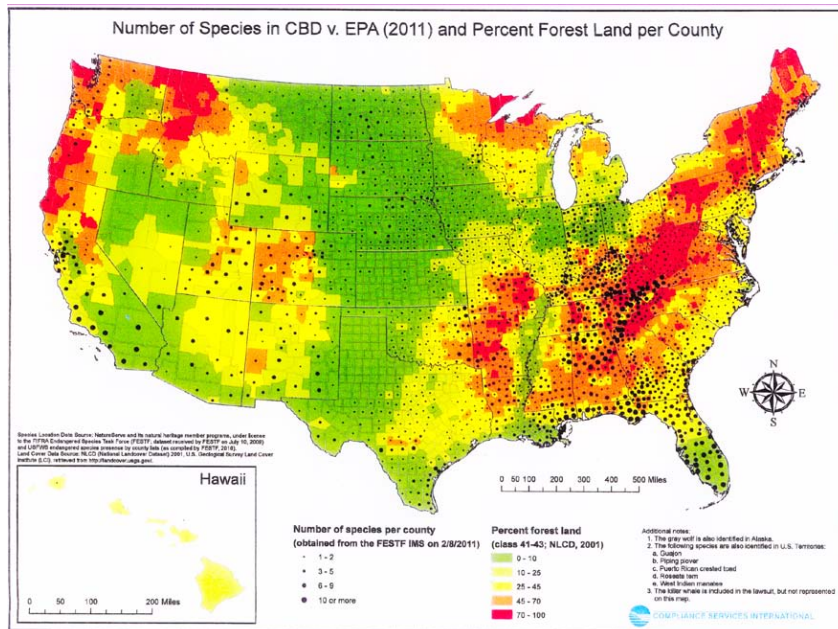 Number of Species in CBD v. EPA (2011) and Percent Forest Land per County
N
W E
S
Species Location Data Source: NatureServe and its natural heritage member programs, under license
to the FIFRA Endangered Species Task Force (FESTF; dataset received by FESTF on July 10, 2009)
and USFWS endangered species presence by county lists (as compiled by FESTF, 2010).
Land Cover Data Source: NLCD (National Landcover Dataset) 2001, U.S. Geological Survey Land Cover
Institute (LCI), retrieved from http://landcover.usgs.gov/.
0 50 100 200 300 400 500 Miles
Hawaii
0 50 100 200 Miles
Number of species per county
(obtained from the FESTF IMS on 2/8/2011)
1 - 2
3 - 5
6 - 9
10 or more
Percent forest land
(class 41-43; NLCD, 2001)
0 - 10
10 - 25
25 - 45
45 - 70
70 - 100
Additional notes:
1. The gray wolf is also identified in Alaska.
2. The following species are also identified in U.S. Territories:
a. Guajon
b. Piping plover
c. Puerto Rican crested toad
d. Roseate tern
e. West Indian manatee
3. The killer whale is included in the lawsuit, but not represented
on this map.
COMPLIANCE SERVICES INTERNATIONAL